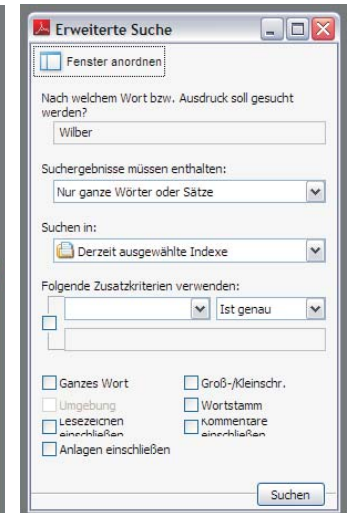 Erweiterte Suche
Fenster anordnen
Nach welchem Wort bzw. Ausdruck soll gesucht
werden?
Wilber
Suchergebnisse müssen enthalten:
Nur ganze Wörter oder Sätze
Suchen in:
Derzeit ausgewählte Indexe
Folgende Zusatzkriterien verwenden:
Ist genau
Ganzes Wort Groß-/Kleinschr.
Umgebung Wortstamm
Lesezeichen Kommentare
einschließen einschließen
Anlagen einschließen
Suchen